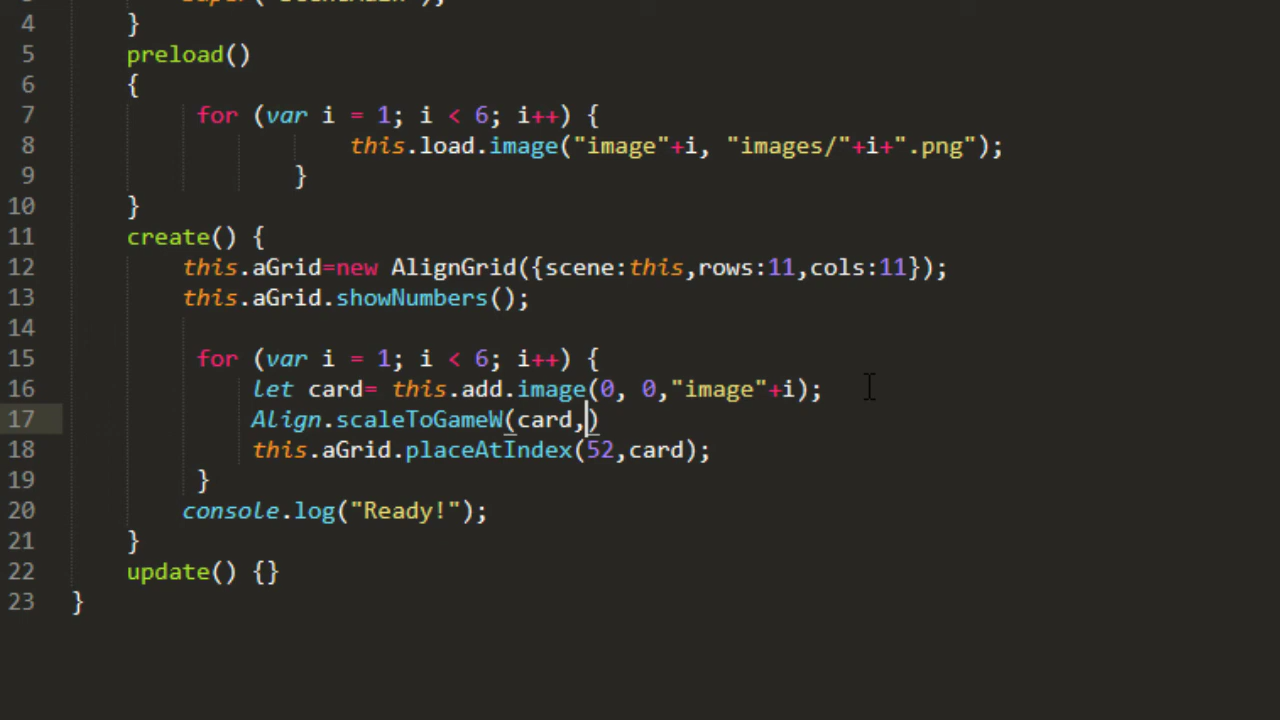 4 }
5 preload()
6 {
7 for (var i = 1; i < 6; i++) {
8 this.load.image("image"+i, "images/"+i+".png");
9 }
10 }
11 create() {
12 this.aGrid=new AlignGrid({scene:this,rows:11,cols:11});
13 this.aGrid.showNumbers();
14
15 for (var i = 1; i < 6; i++) {
16 let card= this.add.image(0, 0,"image"+i);
17 Align.scaleToGameW(card,)
18 this.aGrid.placeAtIndex(52,card);
19 }
20 console.log("Ready!");
21 }
22 update() {}
23 }